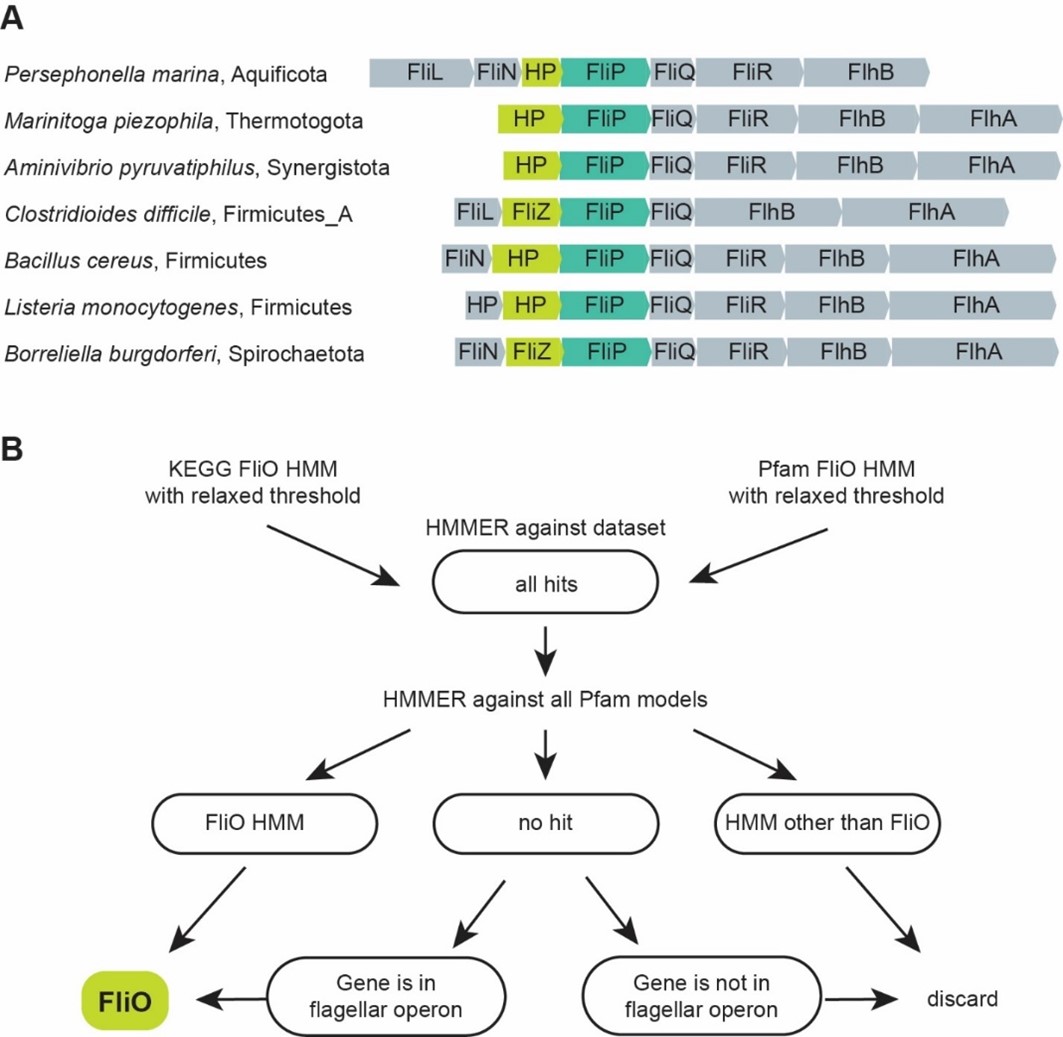 A
Persephonella marina, Aquificota FliL FliN HP FliP FliQ FliR FlhB
Marinitoga piezophila, Thermotogota HP FliP FliQ FliR FlhB FlhA
Aminivibrio pyruvatiphilus, Synergistota HP FliP FliQ FliR FlhB FlhA
Clostridioides difficile, Firmicutes_A FliL FliZ FliP FliQ FlhB FlhA
Bacillus cereus, Firmicutes FliN HP FliP FliQ FliR FlhB FlhA
Listeria monocytogenes, Firmicutes HP HP FliP FliQ FliR FlhB FlhA
Borreliella burgdorferi, Spirochaetota FliN FliZ FliP FliQ FliR FlhB FlhA
B
KEGG FliO HMM
with relaxed threshold
Pfam FliO HMM
with relaxed threshold
HMMER against dataset
all hits
HMMER against all Pfam models
FliO HMM
no hit
HMM other than FliO
FliO
Gene is in
flagellar operon
Gene is not in
flagellar operon
discard